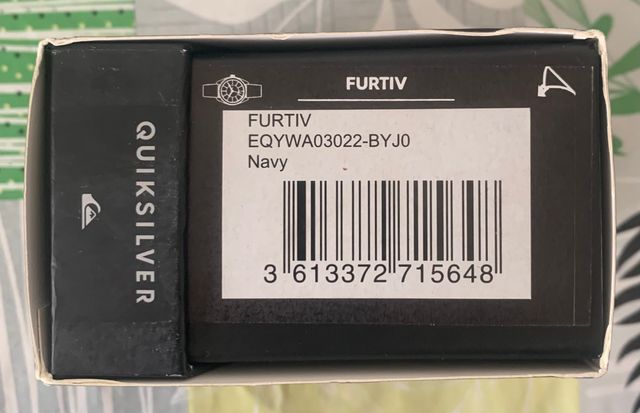 QUIKSILVER
FURTIV
FURTIV
EQYWA03022-BYJ0
Navy
3 613372 715648